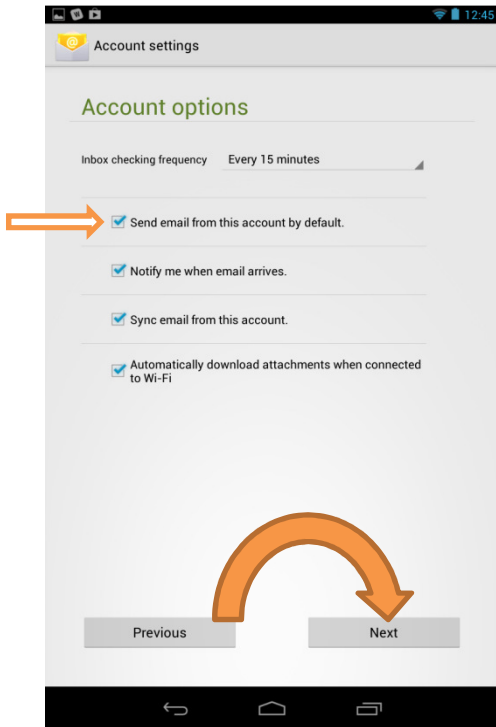 12:45
Account settings
Account options
Inbox checking frequency Every 15 minutes
Send email from this account by default.
Notify me when email arrives.
Sync email from this account.
Automatically download attachments when connected
to Wi-Fi
Previous Next